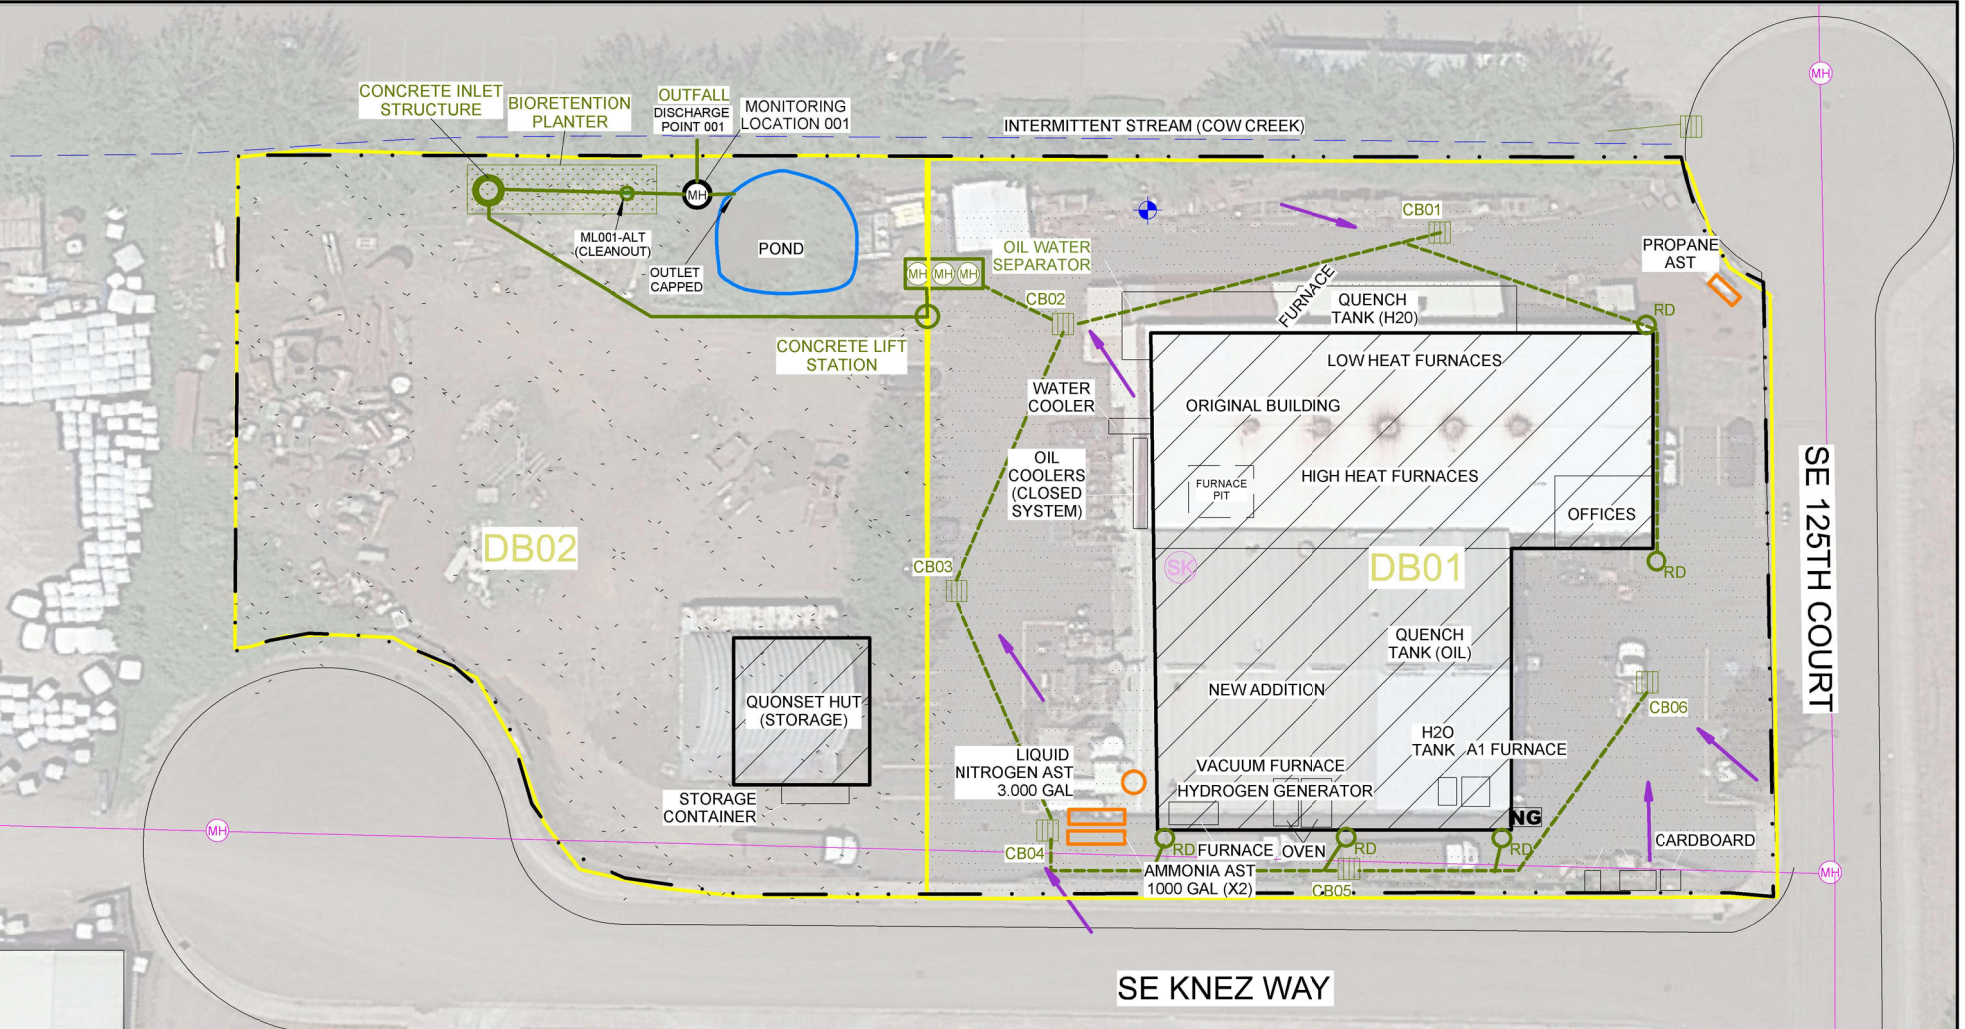 CONCRETE INLET
STRUCTURE
BIORETENTION
PLANTER
OUTFALL
DISCHARGE
POINT 001
MONITORING
LOCATION 001
INTERMITTENT STREAM (COW CREEK)
MH
MH
ML001-ALT
(CLEANOUT)
OUTLET
CAPPED
POND
MH
MH
MH
OIL WATER
SEPARATOR
CB01
CB02
PROPANE
AST
RD
FURNACE
QUENCH
TANK (H20)
CONCRETE LIFT
STATION
LOW HEAT FURNACES
WATER
COOLER
ORIGINAL BUILDING
OIL
COOLERS
(CLOSED
SYSTEM)
FURNACE
PIT
HIGH HEAT FURNACES
OFFICES
SE 125TH COURT
DB02
CB03
SK
DB01
RD
QUENCH
TANK (OIL)
NEW ADDITION
QUONSET HUT
(STORAGE)
CB06
H2O
TANK
A1 FURNACE
LIQUID
NITROGEN AST
3.000 GAL
VACUUM FURNACE
HYDROGEN GENERATOR
STORAGE
CONTAINER
NG
MH
CARDBOARD
CB04
RD
FURNACE
OVEN
RD
RD
AMMONIA AST
1000 GAL (X2)
CB05
MH
SE KNEZ WAY